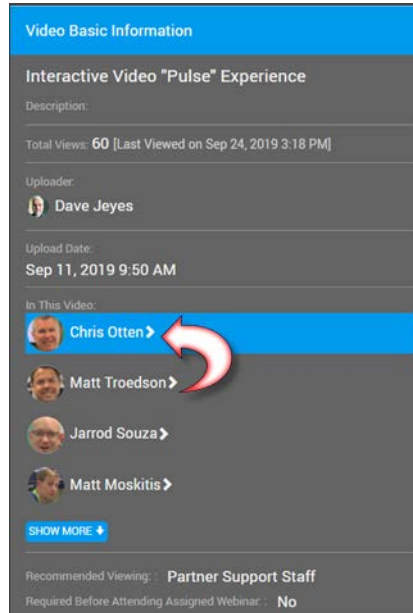 Video Basic Information
Interactive Video "Pulse" Experience
Description:
Total Views: 60 [Last Viewed on Sep 24, 2019 3:18 PM]
Uploader:
Dave Jeyes
Upload Date:
Sep 11, 2019 9:50 AM
In This Video:
Chris Otten
Matt Troedson
Jarrod Souza
Matt Moskitis
SHOW MORE
Recommended Viewing: : Partner Support Staff
Required Before Attending Assigned Webinar: : No